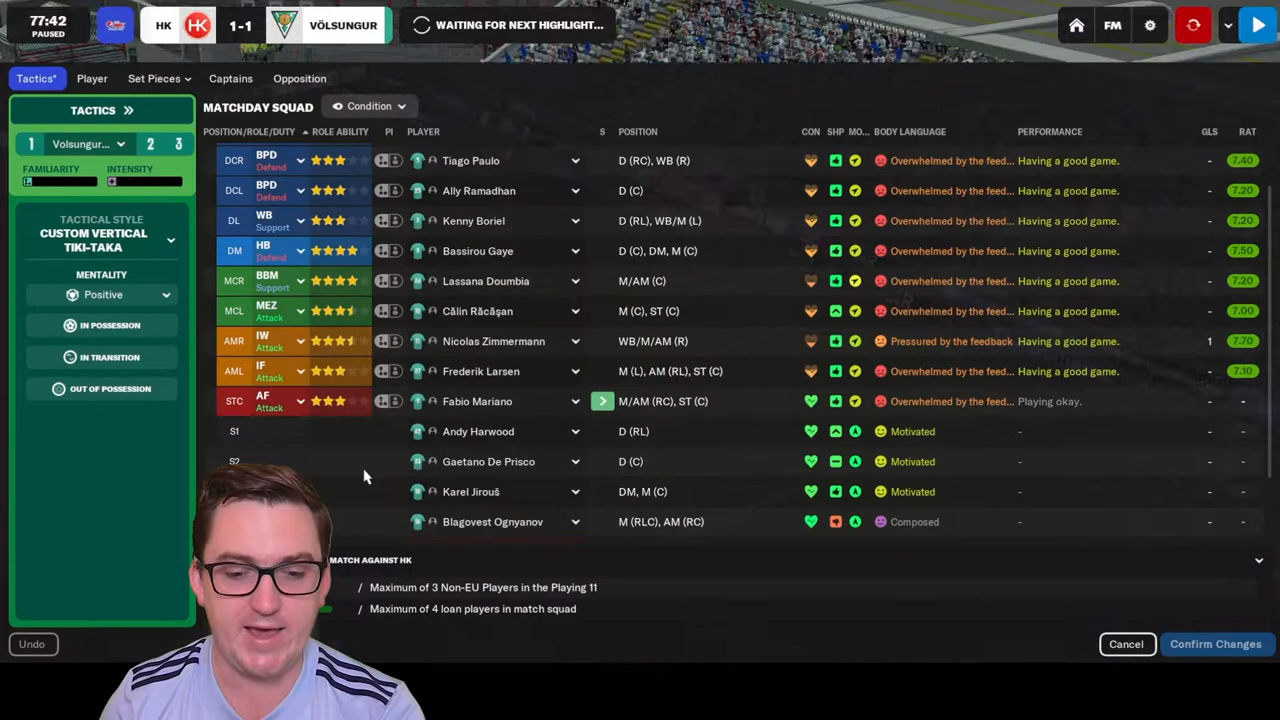 77:42
PAUSED
HK
HK
1-1
VÖLSUNGUR
WAITING FOR NEXT HIGHLIGHT...
FM
Tactics* Player Set Pieces Captains Opposition
TACTICS
1 Volsungur... 2 3
FAMILIARITY INTENSITY
TACTICAL STYLE
CUSTOM VERTICAL
TIKI-TAKA
MENTALITY
Positive
IN POSSESSION
IN TRANSITION
OUT OF POSSESSION
MATCHDAY SQUAD Condition
POSITION/ROLE/DUTY ROLE ABILITY PI PLAYER S POSITION CON SHP MO... BODY LANGUAGE PERFORMANCE GLS RAT
DCR BPD Defend Tiago Paulo D (RC), WB (R) Overwhelmed by the feed... Having a good game. - 7.40
DCL BPD Defend Ally Ramadhan D (C) Overwhelmed by the feed... Having a good game. - 7.20
DL WB Support Kenny Boriel D (RL), WB/M (L) Overwhelmed by the feed... Having a good game. - 7.20
DM HB Defend Bassirou Gaye D (C), DM, M (C) Overwhelmed by the feed... Having a good game. - 7.50
MCR BBM Support Lassana Doumbia M/AM (C) Overwhelmed by the feed... Having a good game. - 7.20
MCL MEZ Attack Călin Răcăşan M (C), ST (C) Overwhelmed by the feed... Having a good game. - 7.00
AMR IW Attack Nicolas Zimmermann WB/M/AM (R) Pressured by the feedback Having a good game. 1 7.70
AML IF Attack Frederik Larsen M (L), AM (RL), ST (C) Overwhelmed by the feed... Having a good game. - 7.10
STC AF Attack Fabio Mariano M/AM (RC), ST (C) Overwhelmed by the feed... Playing okay. - -
S1 Andy Harwood D (RL) Motivated - - -
S2 Gaetano De Prisco D (C) Motivated - - -
Karel Jirouš DM, M (C) Motivated - - -
Blagovest Ognyanov M (RLC), AM (RC) Composed - - -
MATCH AGAINST HK
/ Maximum of 3 Non-EU Players in the Playing 11
/ Maximum of 4 loan players in match squad
Undo
Cancel Confirm Changes